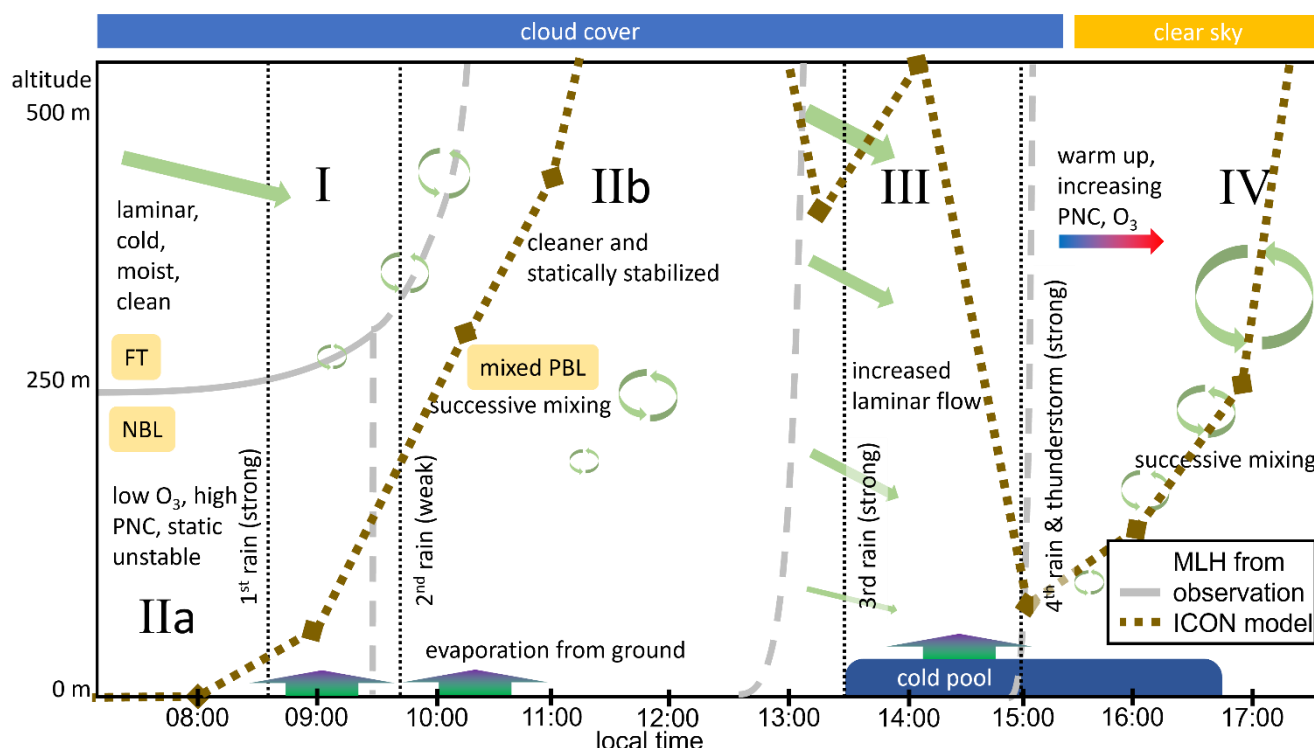 cloud cover
clear sky
altitude
500 m
250 m
0 m
I
laminar,
cold,
moist,
clean
FT
NBL
low O₃, high
PNC, static
unstable
IIa
1st rain (strong)
2nd rain (weak)
IIb
cleaner and
statically stabilized
mixed PBL
successive mixing
evaporation from ground
III
increased
laminar flow
3rd rain (strong)
cold pool
4th rain & thunderstorm (strong)
warm up,
increasing
PNC, O₃
IV
successive mixing
MLH from
observation
ICON model
08:00
09:00
10:00
11:00
12:00
13:00
14:00
15:00
16:00
17:00
local time